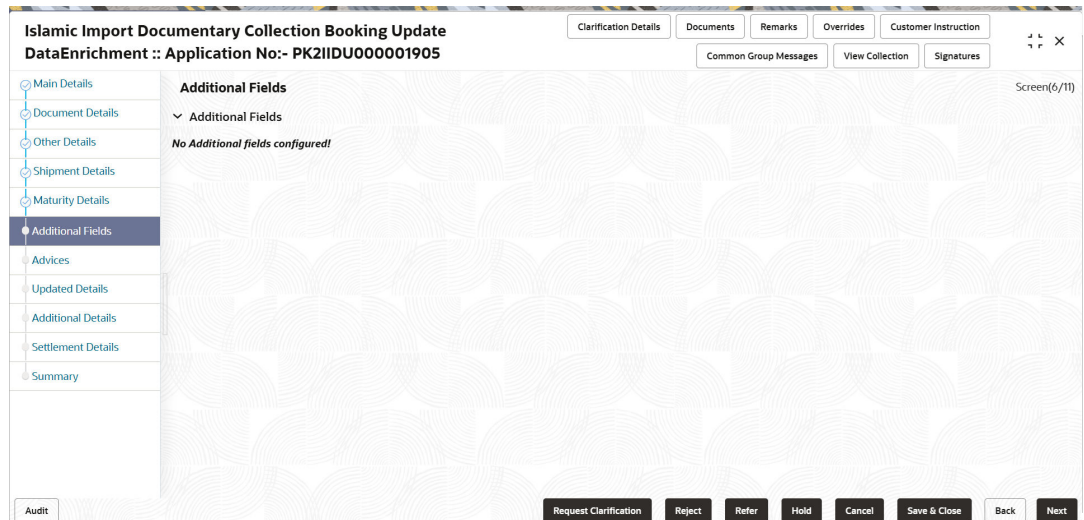 Islamic Import Documentary Collection Booking Update
DataEnrichment :: Application No:- PK2IIDU000001905
Clarification Details
Documents
Remarks
Overrides
Customer Instruction
Common Group Messages
View Collection
Signatures
Main Details
Document Details
Other Details
Shipment Details
Maturity Details
Additional Fields
Advices
Updated Details
Additional Details
Settlement Details
Summary
Additional Fields
Screen(6/11)
Additional Fields
No Additional fields configured!
Audit
Request Clarification
Reject
Refer
Hold
Cancel
Save & Close
Back
Next